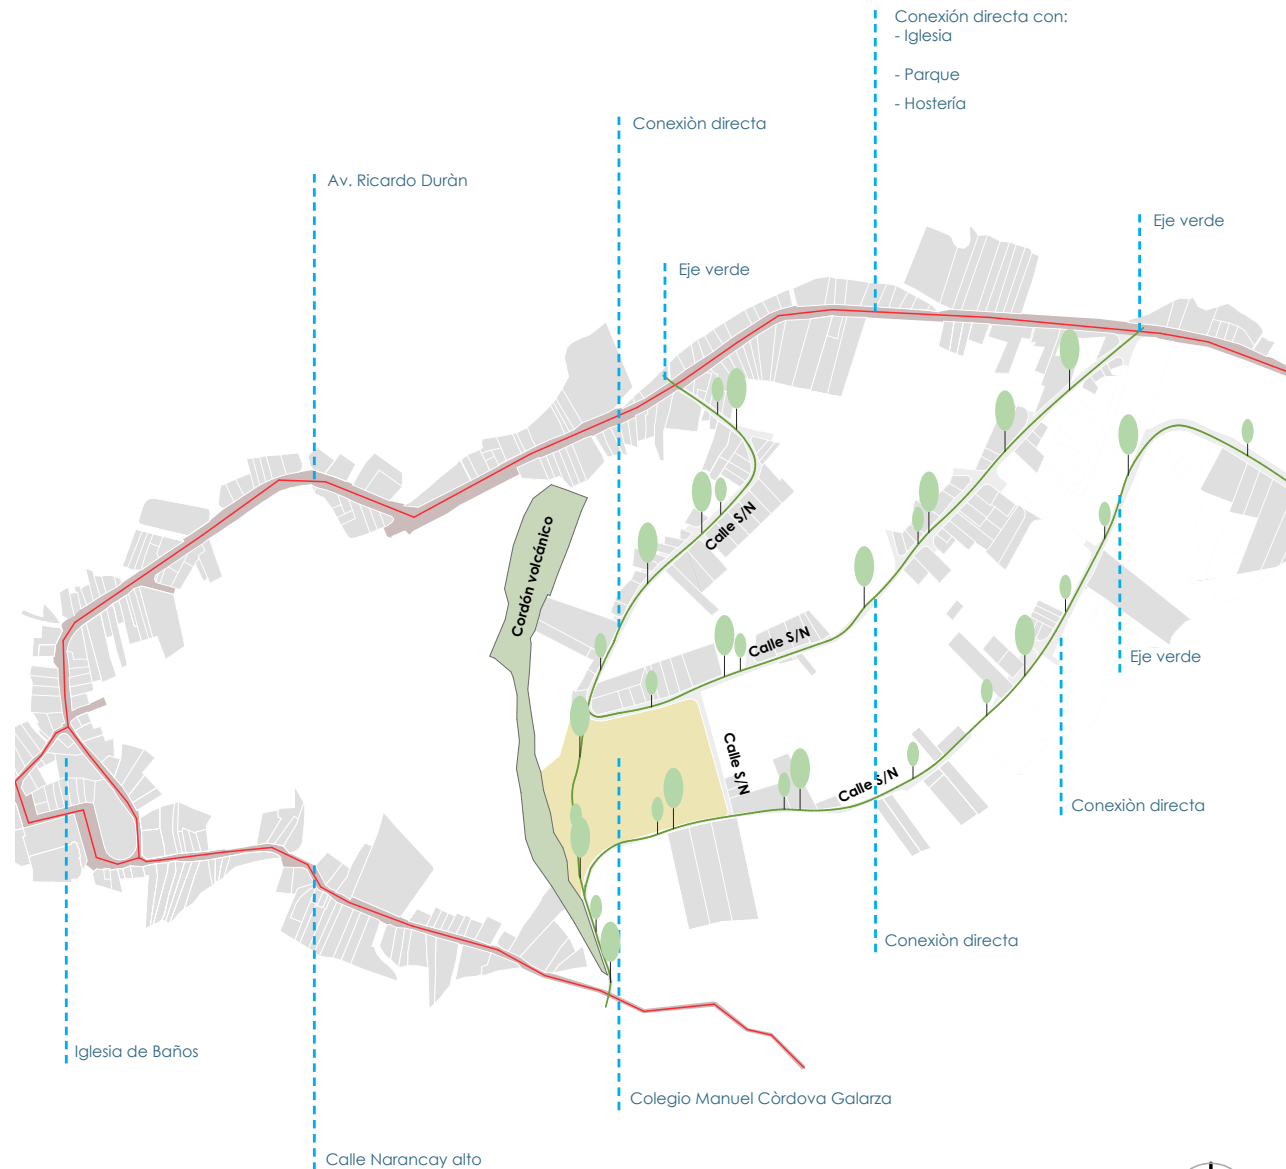 Conexión directa con:
- Iglesia
- Parque
- Hostería
Conexiòn directa
Av. Ricardo Duràn
Eje verde
Eje verde
Cordón volcánico
Calle S/N
Calle S/N
Eje verde
Calle S/N
Calle S/N
Conexiòn directa
Conexiòn directa
Iglesia de Baños
Colegio Manuel Còrdova Galarza
Calle Narancay alto